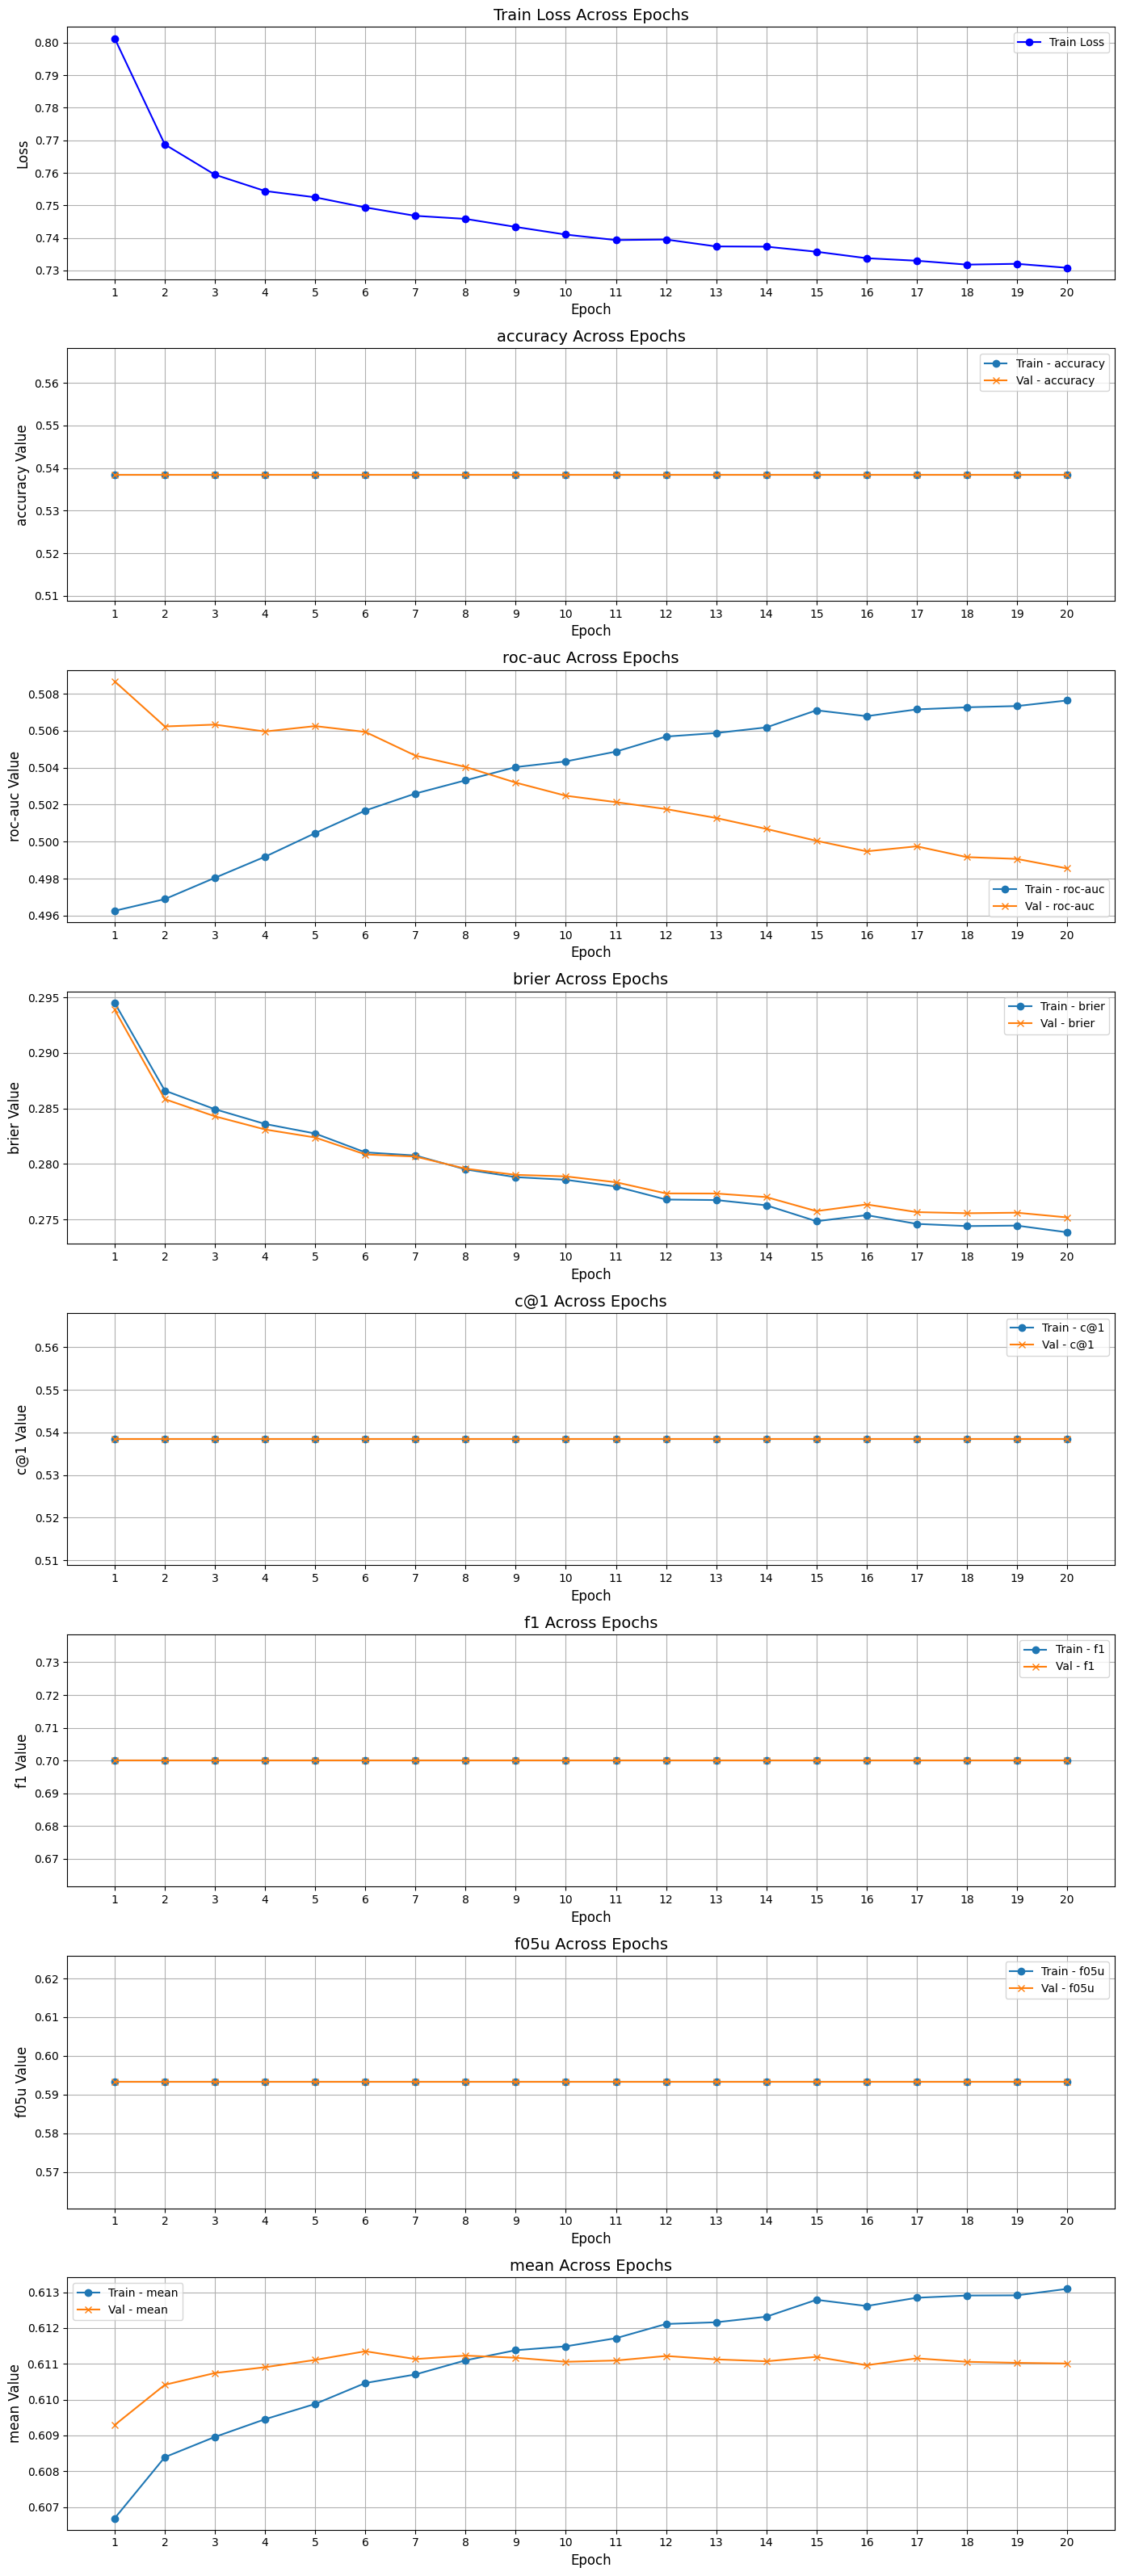 Train Loss Across Epochs
Loss
0.80
0.79
0.78
0.77
0.76
0.75
0.74
0.73
Train Loss
1 2 3 4 5 6 7 8 9 10 11 12 13 14 15 16 17 18 19 20
Epoch
accuracy Across Epochs
accuracy Value
0.56
0.55
0.54
0.53
0.52
0.51
Train - accuracy
Val - accuracy
1 2 3 4 5 6 7 8 9 10 11 12 13 14 15 16 17 18 19 20
Epoch
roc-auc Across Epochs
roc-auc Value
0.508
0.506
0.504
0.502
0.500
0.498
0.496
Train - roc-auc
Val - roc-auc
1 2 3 4 5 6 7 8 9 10 11 12 13 14 15 16 17 18 19 20
Epoch
brier Across Epochs
brier Value
0.295
0.290
0.285
0.280
0.275
Train - brier
Val - brier
1 2 3 4 5 6 7 8 9 10 11 12 13 14 15 16 17 18 19 20
Epoch
c@1 Across Epochs
c@1 Value
0.56
0.55
0.54
0.53
0.52
0.51
Train - c@1
Val - c@1
1 2 3 4 5 6 7 8 9 10 11 12 13 14 15 16 17 18 19 20
Epoch
f1 Across Epochs
f1 Value
0.73
0.72
0.71
0.70
0.69
0.68
0.67
Train - f1
Val - f1
1 2 3 4 5 6 7 8 9 10 11 12 13 14 15 16 17 18 19 20
Epoch
f05u Across Epochs
f05u Value
0.62
0.61
0.60
0.59
0.58
0.57
Train - f05u
Val - f05u
1 2 3 4 5 6 7 8 9 10 11 12 13 14 15 16 17 18 19 20
Epoch
mean Across Epochs
mean Value
0.613
0.612
0.611
0.610
0.609
0.608
0.607
Train - mean
Val - mean
1 2 3 4 5 6 7 8 9 10 11 12 13 14 15 16 17 18 19 20
Epoch